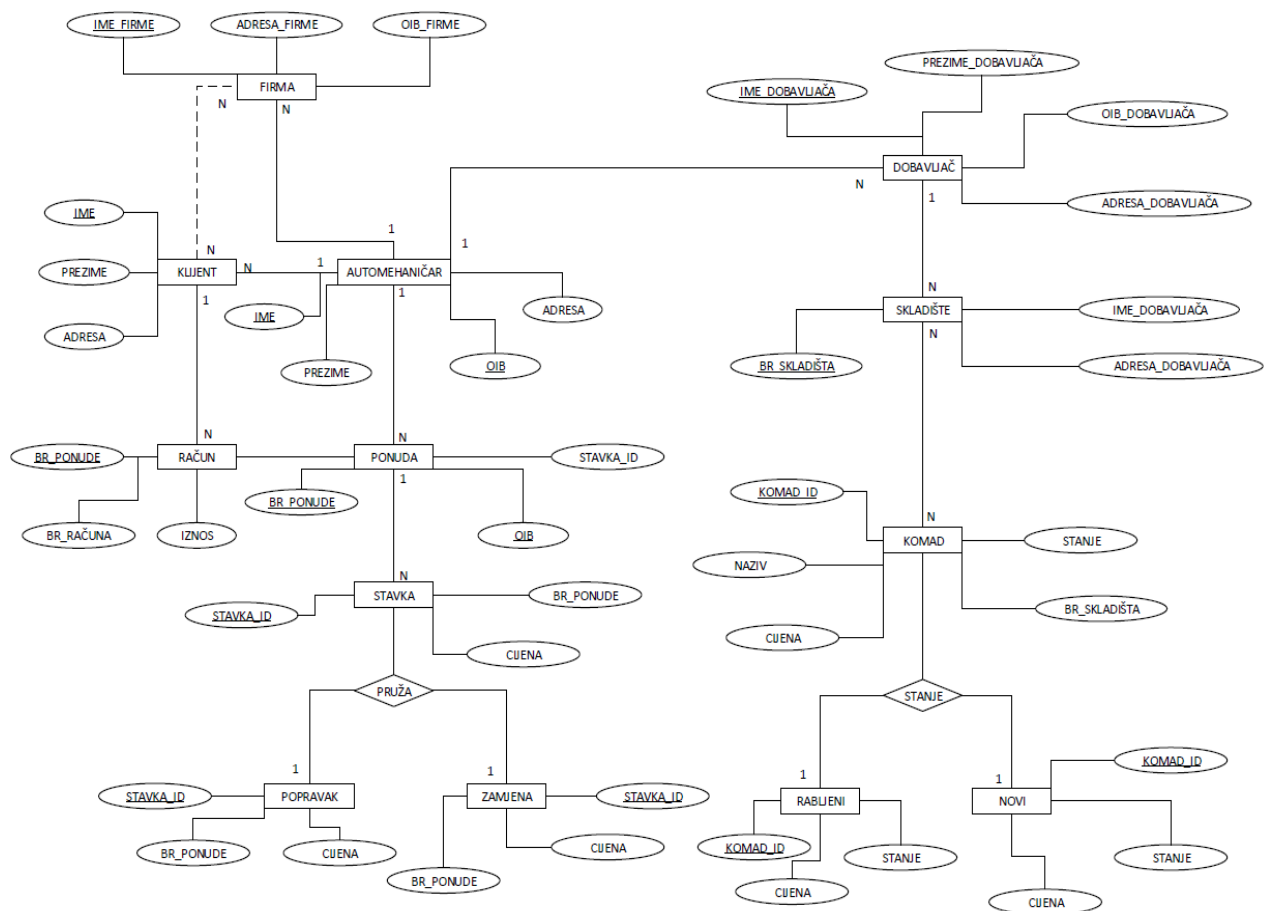 IME_FIRME
ADRESA_FIRME
OIB_FIRME
FIRMA
N
N
PREZIME_DOBAVLJAČA
IME_DOBAVLJAČA
OIB_DOBAVLJAČA
DOBAVLJAČ
N
1
ADRESA_DOBAVLJAČA
IME
PREZIME
ADRESA
N
KLIJENT
N
1
1
1
1
AUTOMEHANIČAR
1
IME
PREZIME
OIB
ADRESA
N
SKLADIŠTE
N
IME_DOBAVLJAČA
BR_SKLADIŠTA
ADRESA_DOBAVLJAČA
N
BR_PONUDE
RAČUN
BR_RAČUNA
IZNOS
N
PONUDA
1
STAVKA_ID
BR_PONUDE
OIB
KOMAD_ID
N
KOMAD
STANJE
NAZIV
BR_SKLADIŠTA
CIJENA
N
STAVKA
BR_PONUDE
STAVKA_ID
CIJENA
PRUŽA
STANJE
1
STAVKA_ID
POPRAVAK
BR_PONUDE
CIJENA
1
ZAMJENA
STAVKA_ID
CIJENA
BR_PONUDE
1
RABLJENI
KOMAD_ID
STANJE
CIJENA
1
NOVI
KOMAD_ID
STANJE
CIJENA